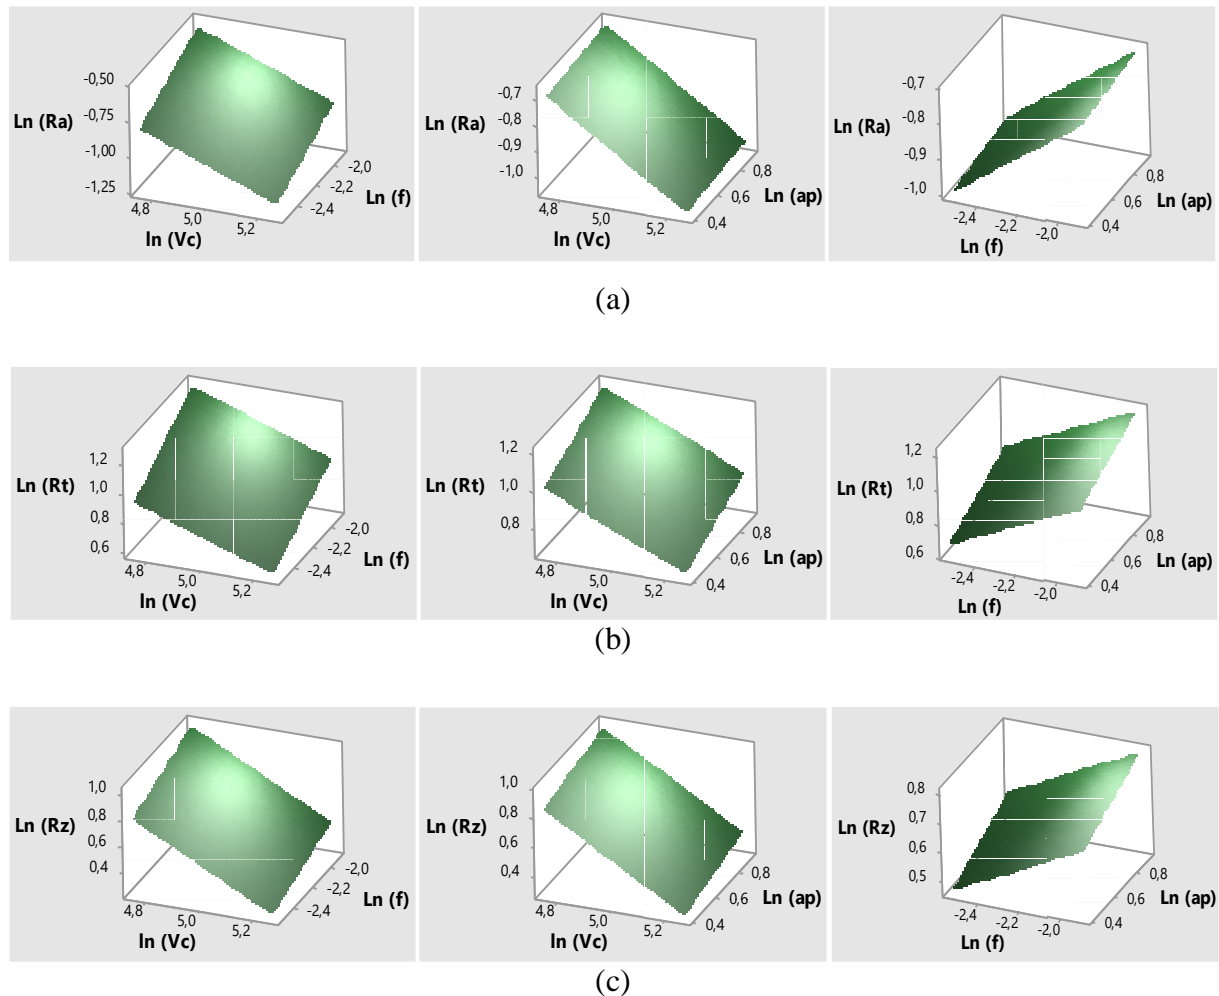 -0,50
-0,75
-1,00
-1,25
Ln (Ra)
4,8
5,0
5,2
ln (Vc)
-2,0
-2,2
-2,4
Ln (f)
-0,7
-0,8
-0,9
-1,0
Ln (Ra)
4,8
5,0
5,2
ln (Vc)
0,8
0,6
0,4
Ln (ap)
-0,7
-0,8
-0,9
-1,0
Ln (Ra)
-2,4
-2,2
-2,0
Ln (f)
0,8
0,6
0,4
Ln (ap)
(a)
1,2
1,0
0,8
0,6
Ln (Rt)
4,8
5,0
5,2
ln (Vc)
-2,0
-2,2
-2,4
Ln (f)
1,2
1,0
0,8
Ln (Rt)
4,8
5,0
5,2
ln (Vc)
0,8
0,6
0,4
Ln (ap)
1,2
1,0
0,8
0,6
Ln (Rt)
-2,4
-2,2
-2,0
Ln (f)
0,8
0,6
0,4
Ln (ap)
(b)
1,0
0,8
0,6
0,4
Ln (Rz)
4,8
5,0
5,2
ln (Vc)
-2,0
-2,2
-2,4
Ln (f)
1,0
0,8
0,6
0,4
Ln (Rz)
4,8
5,0
5,2
ln (Vc)
0,8
0,6
0,4
Ln (ap)
0,8
0,7
0,6
0,5
Ln (Rz)
-2,4
-2,2
-2,0
Ln (f)
0,8
0,6
0,4
Ln (ap)
(c)